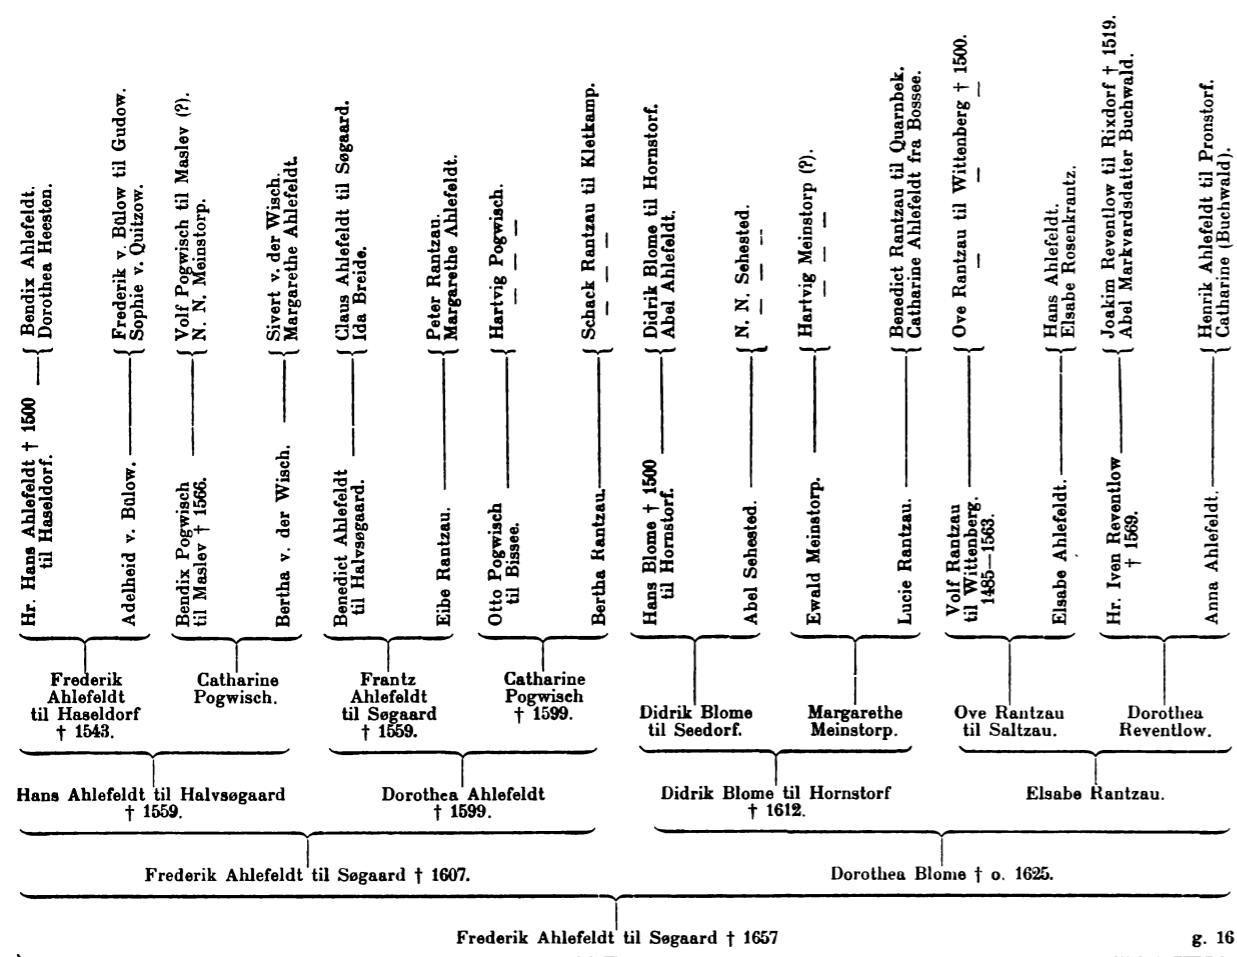 Bendix Ahlefeldt.
Dorothea Heesten.
Frederik v. Bülow til Gudow.
Sophie v. Quitzow.
Volf Pogwisch til Maslev (?).
N. N. Meinstorp.
Sivert v. der Wisch.
Margarethe Ahlefeldt.
Claus Ahlefeldt til Søgaard.
Ida Breide.
Peter Rantzau.
Margarethe Ahlefeldt.
Hartvig Pogwisch.
— — —
Schack Rantzau til Kletkamp.
— — —
Didrik Blome til Hornstorf.
Abel Ahlefeldt.
N. N. Sehested.
— — —
Hartvig Meinstorp (?).
— — —
Benedict Rantzau til Quarnbek.
Catharine Ahlefeldt fra Bossee.
Ove Rantzau til Wittenberg † 1500.
— — —
Hans Ahlefeldt.
Elsabe Rosenkrantz.
Joakim Reventlow til Rixdorf † 1519.
Abel Markvardsdatter Buchwald.
Henrik Ahlefeldt til Pronstorf.
Catharine (Buchwald).
Hr. Hans Ahlefeldt † 1500
til Haseldorf.
Adelheid v. Bülow.
Bendix Pogwisch
til Maslev † 1566.
Bertha v. der Wisch.
Benedict Ahlefeldt
til Halvsøgaard.
Eibe Rantzau.
Otto Pogwisch
til Bissee.
Bertha Rantzau.
Hans Blome † 1500
til Hornstorf.
Abel Sehested.
Ewald Meinstorp.
Lucie Rantzau.
Volf Rantzau
til Wittenberg.
1485—1563.
Elsabe Ahlefeldt.
Hr. Iven Reventlow
† 1569.
Anna Ahlefeldt.
Frederik
Ahlefeldt
til Haseldorf
† 1543.
Catharine
Pogwisch.
Frantz
Ahlefeldt
til Søgaard
† 1559.
Catharine
Pogwisch
† 1599.
Didrik Blome
til Seedorf.
Margarethe
Meinstorp.
Ove Rantzau
til Saltzau.
Dorothea
Reventlow.
Hans Ahlefeldt til Halvsøgaard
† 1559.
Dorothea Ahlefeldt
† 1599.
Didrik Blome til Hornstorf
† 1612.
Elsabe Rantzau.
Frederik Ahlefeldt til Søgaard † 1607.
Dorothea Blome † o. 1625.
Frederik Ahlefeldt til Søgaard † 1657
g. 16